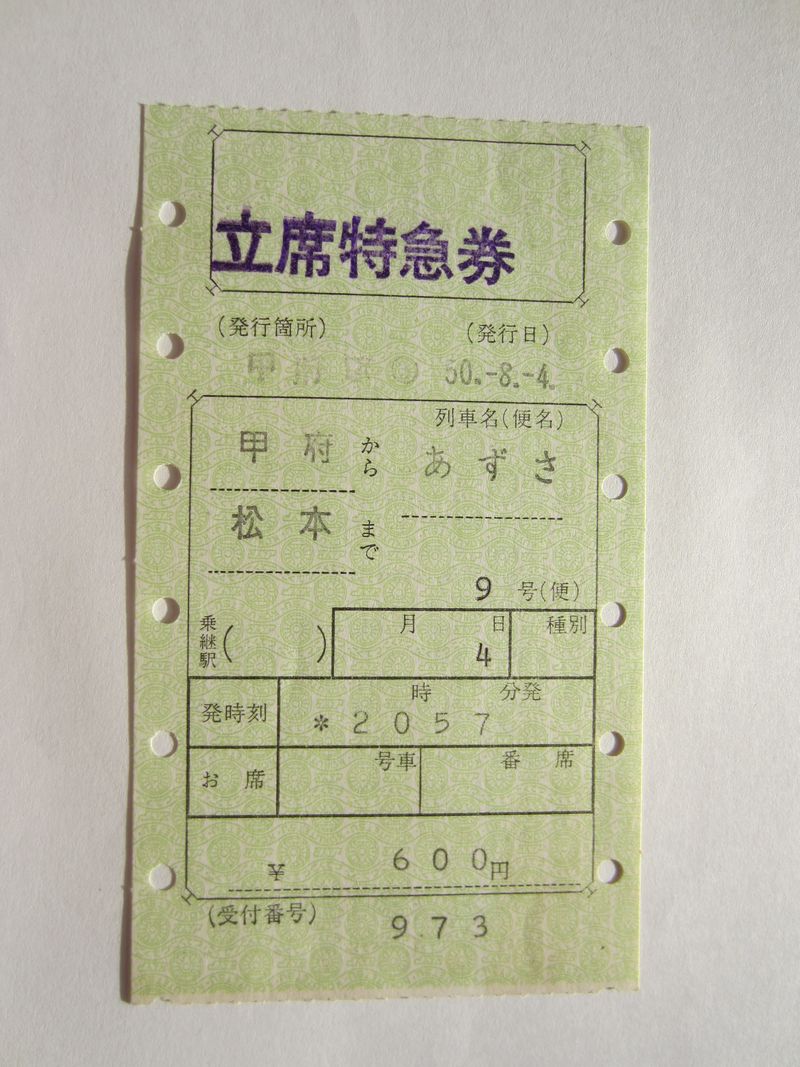 立席特急券
(発行箇所) (発行日)
甲府駅 50.-8.-4.
列車名(便名)
甲府から あずさ
松本まで
9 号(便)
乗継駅( ) 月 日 種別
4
時 分発
発時刻 *2057
号車 番席
お席
¥ 600円
(受付番号) 9.73